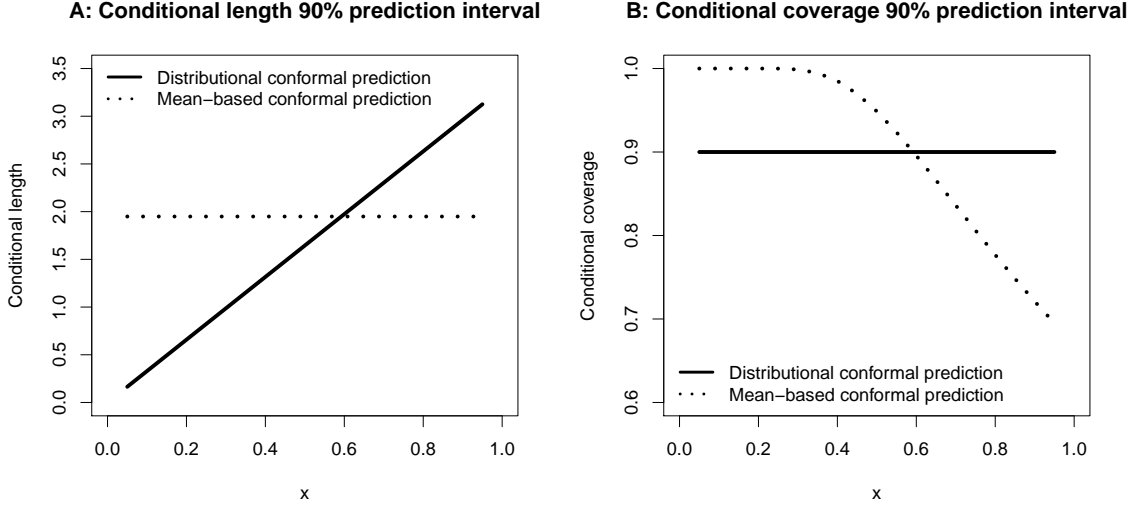 A: Conditional length 90% prediction interval
Conditional length
3.5
3.0
2.5
2.0
1.5
1.0
0.5
0.0
Distributional conformal prediction
Mean−based conformal prediction
0.0 0.2 0.4 0.6 0.8 1.0
x
B: Conditional coverage 90% prediction interval
Conditional coverage
1.0
0.9
0.8
0.7
0.6
Distributional conformal prediction
Mean−based conformal prediction
0.0 0.2 0.4 0.6 0.8 1.0
x